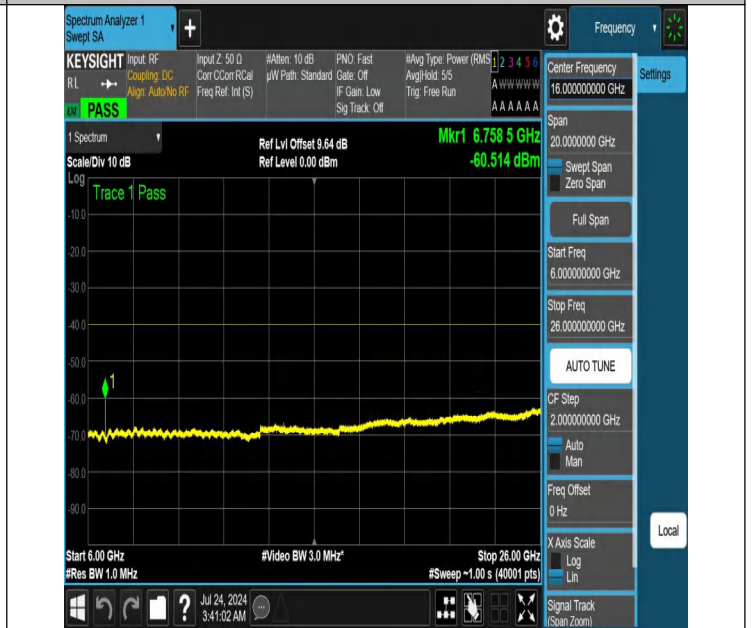 Spectrum Analyzer 1
Swept SA
+
Frequency
KEYSIGHT
RL
LXI
PASS
Input: RF
Coupling: DC
Align: Auto/No RF
Input Z: 50 Ω
Corr CCorr RCal
Freq Ref: Int (S)
#Atten: 10 dB
µW Path: Standard
PNO: Fast
Gate: Off
IF Gain: Low
Sig Track: Off
#Avg Type: Power (RMS
Avg|Hold: 5/5
Trig: Free Run
1 2 3 4 5 6
A W W W W W
A A A A A A
1 Spectrum
Scale/Div 10 dB
Ref Lvl Offset 9.64 dB
Ref Level 0.00 dBm
Mkr1 6.758 5 GHz
-60.514 dBm
Log
Trace 1 Pass
-10.0
-20.0
-30.0
-40.0
-50.0
-60.0
-70.0
-80.0
-90.0
1
Start 6.00 GHz
#Res BW 1.0 MHz
#Video BW 3.0 MHz*
Stop 26.00 GHz
#Sweep ~1.00 s (40001 pts)
Center Frequency
16.000000000 GHz
Settings
Span
20.0000000 GHz
Swept Span
Zero Span
Full Span
Start Freq
6.000000000 GHz
Stop Freq
26.000000000 GHz
AUTO TUNE
CF Step
2.000000000 GHz
Auto
Man
Freq Offset
0 Hz
X Axis Scale
Log
Lin
Local
Signal Track
(Span Zoom)
?
Jul 24, 2024
3:41:02 AM